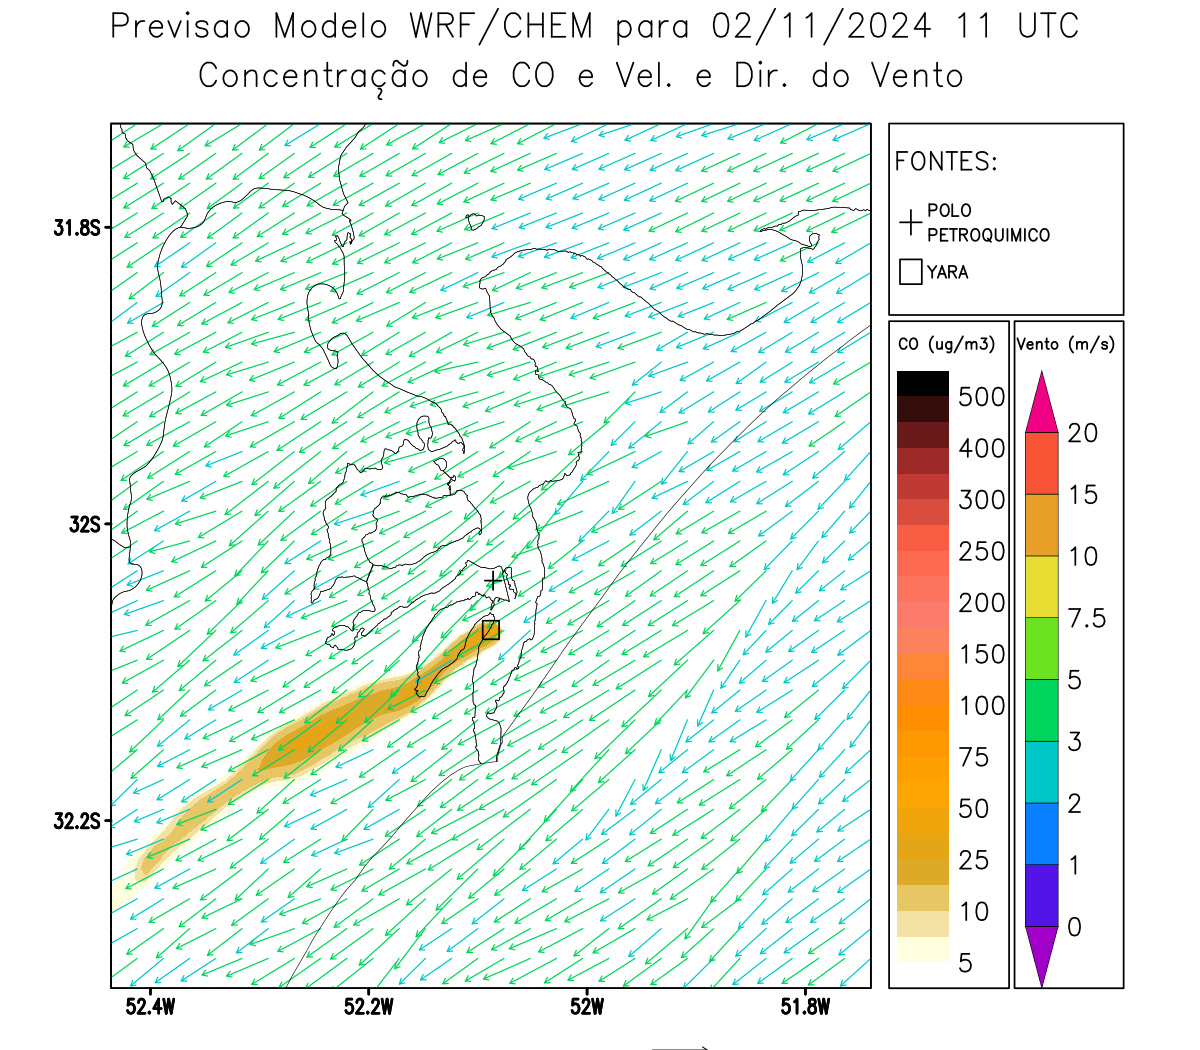 Previsao Modelo WRF/CHEM para 02/11/2024 11 UTC
Concentração de CO e Vel. e Dir. do Vento
FONTES:
POLO
PETROQUIMICO
YARA
CO (ug/m3)
500
400
300
250
200
150
100
75
50
25
10
5
Vento (m/s)
20
15
10
7.5
5
3
2
1
0
31.8S
32S
32.2S
52.4W
52.2W
52W
51.8W